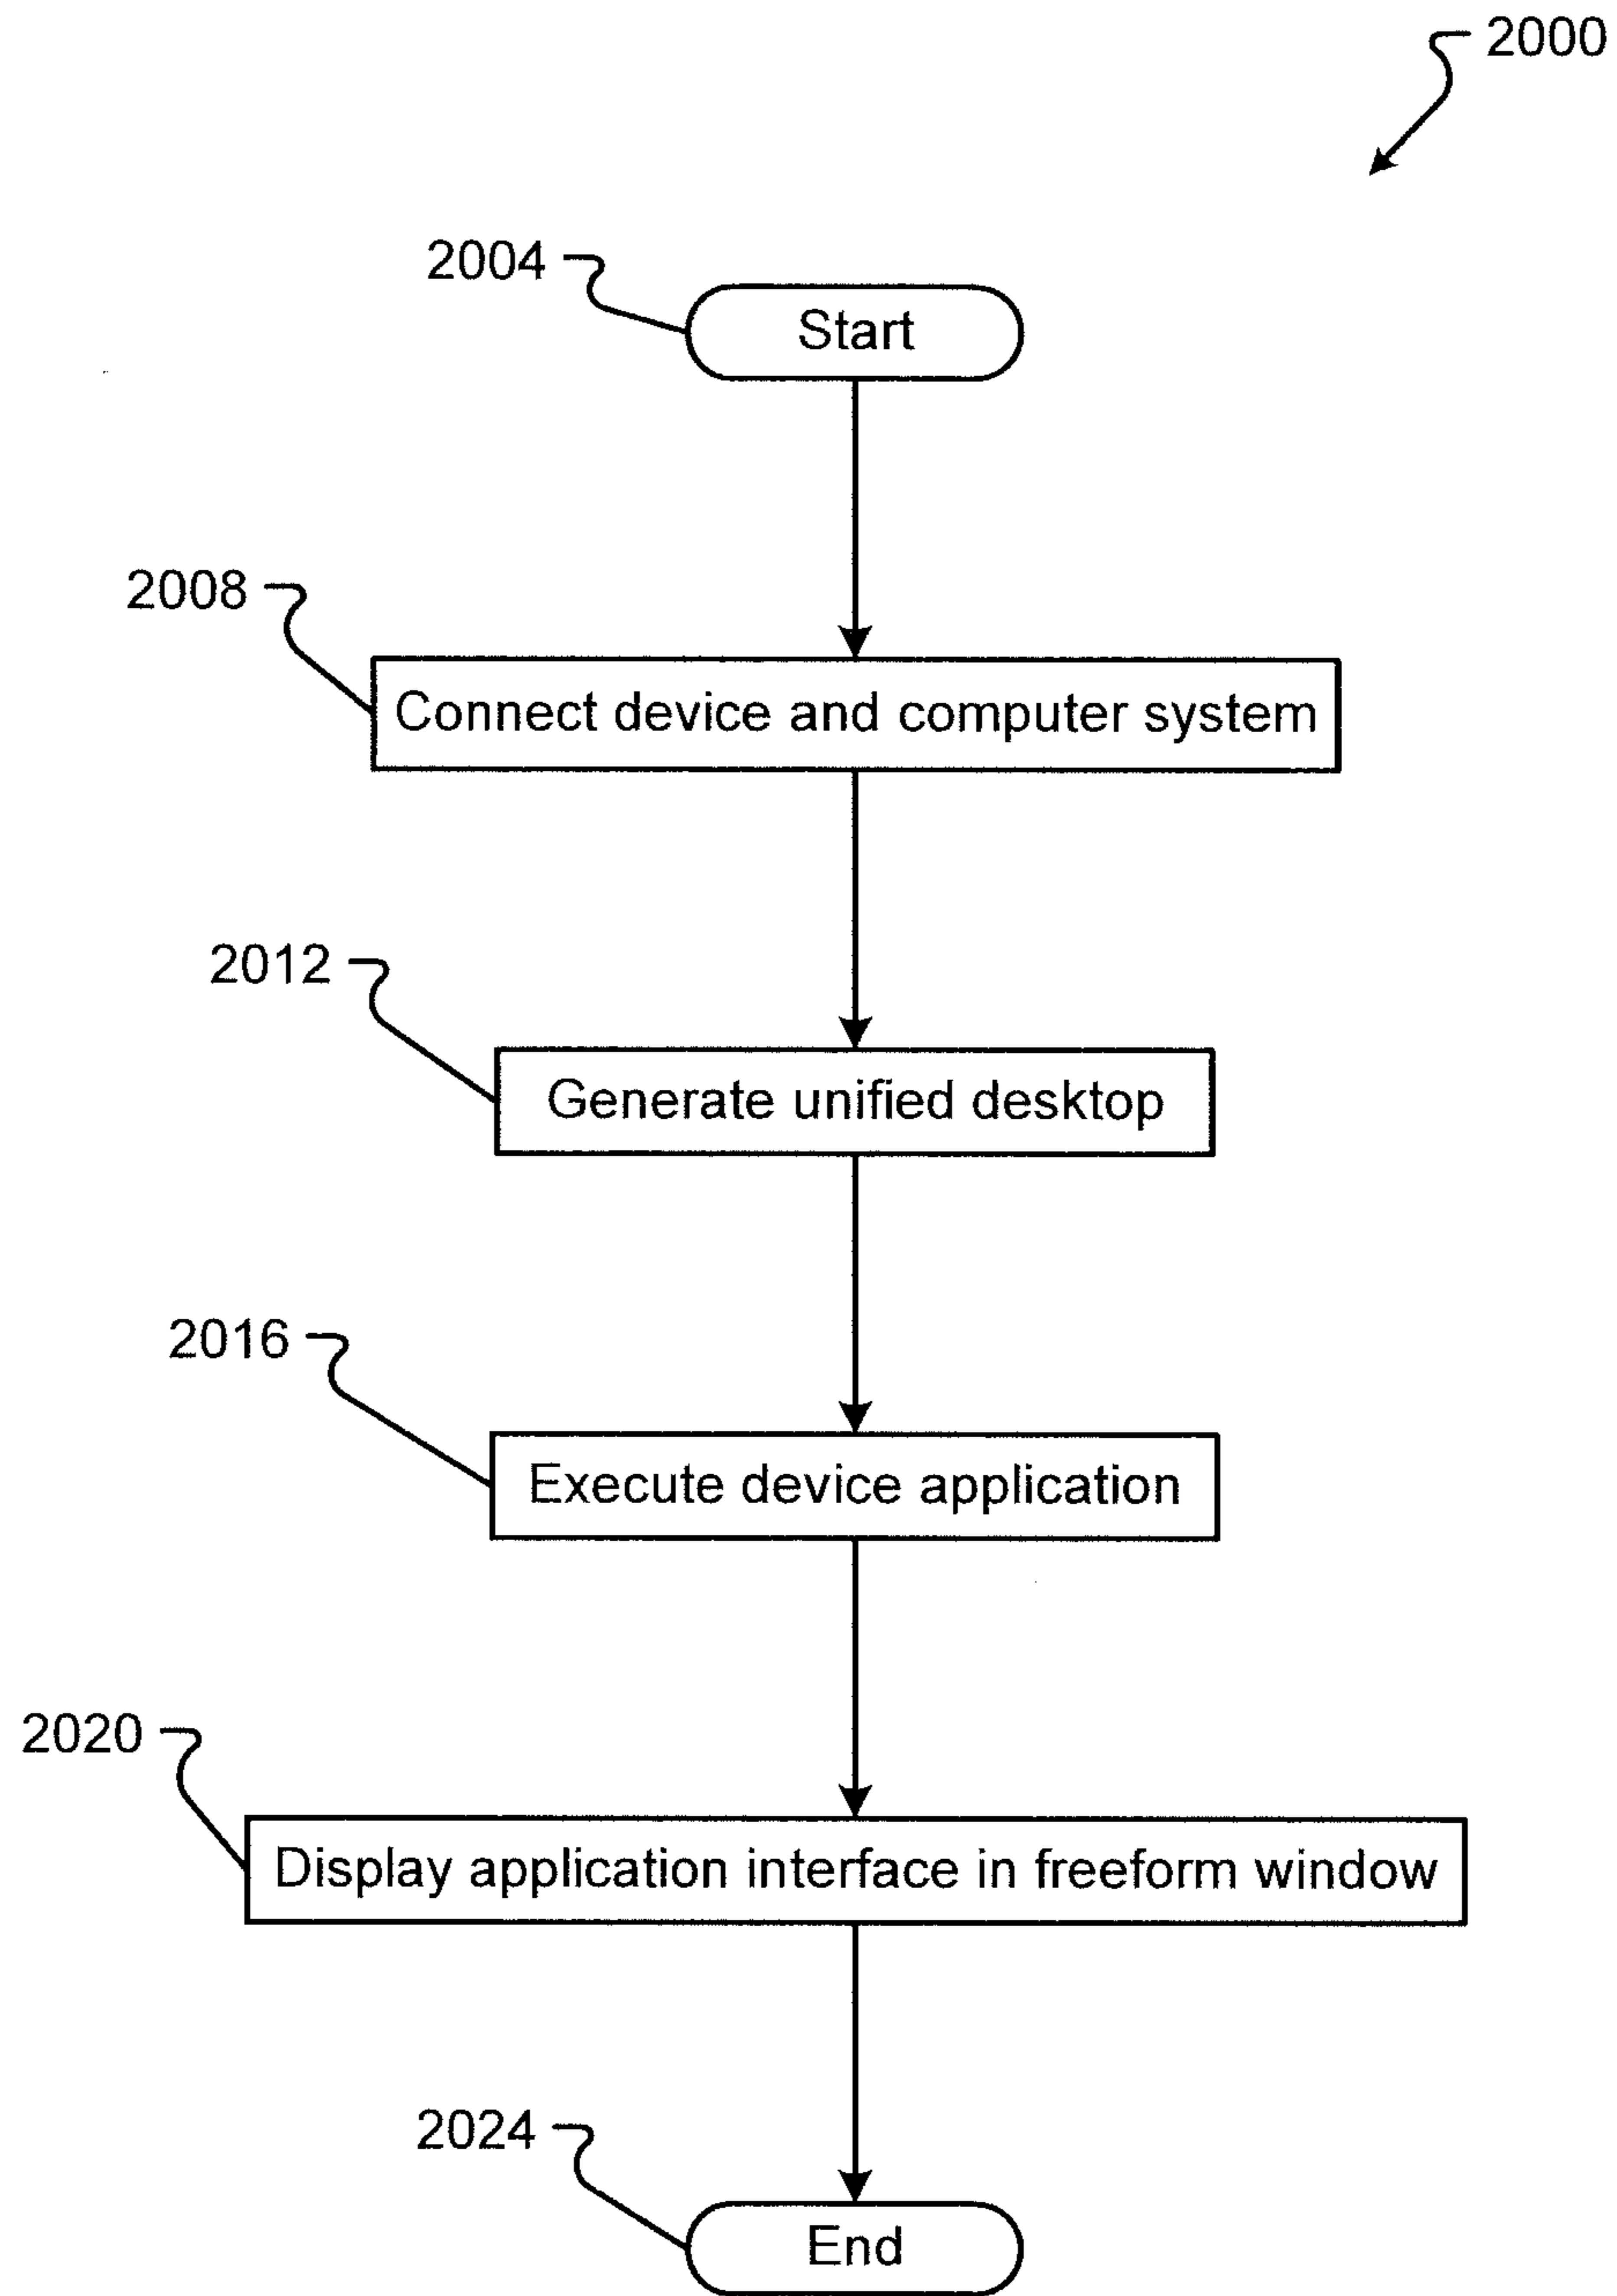 2000
2004
Start
2008
Connect device and computer system
2012
Generate unified desktop
2016
Execute device application
2020
Display application interface in freeform window
2024
End